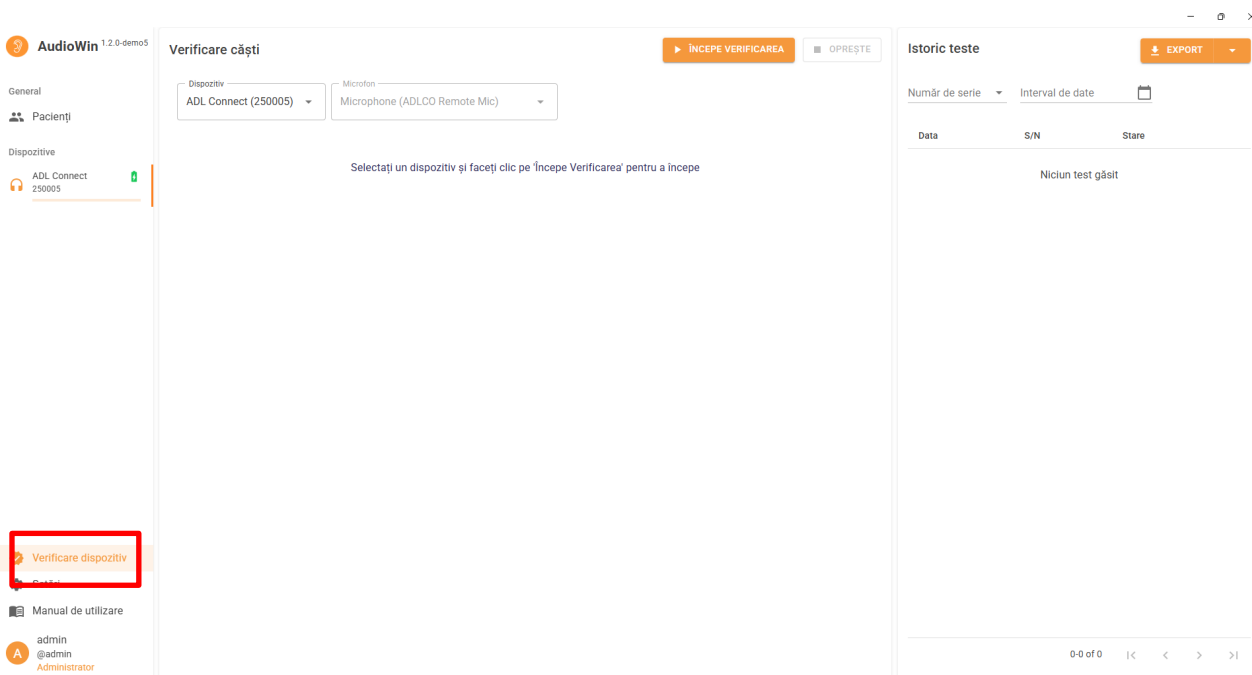 AudioWin 1.2.0-demo5
General
Pacienți
Dispozitive
ADL Connect
250005
Verificare dispozitiv
Setări
Manual de utilizare
A
admin
@admin
Administrator
Verificare căști
ÎNCEPE VERIFICAREA
OPREȘTE
Dispozitiv
ADL Connect (250005)
Microfon
Microphone (ADLCO Remote Mic)
Selectați un dispozitiv și faceți clic pe 'Începe Verificarea' pentru a începe
Istoric teste
EXPORT
Număr de serie
Interval de date
Data S/N Stare
Niciun test găsit
0-0 of 0